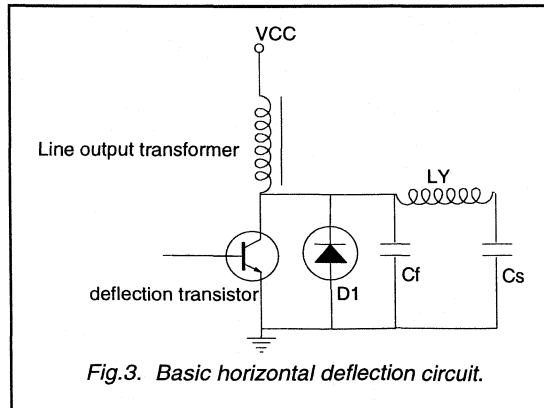 VCC
Line output transformer
LY
Cf
Cs
D1
deflection transistor
Fig.3. Basic horizontal deflection circuit.